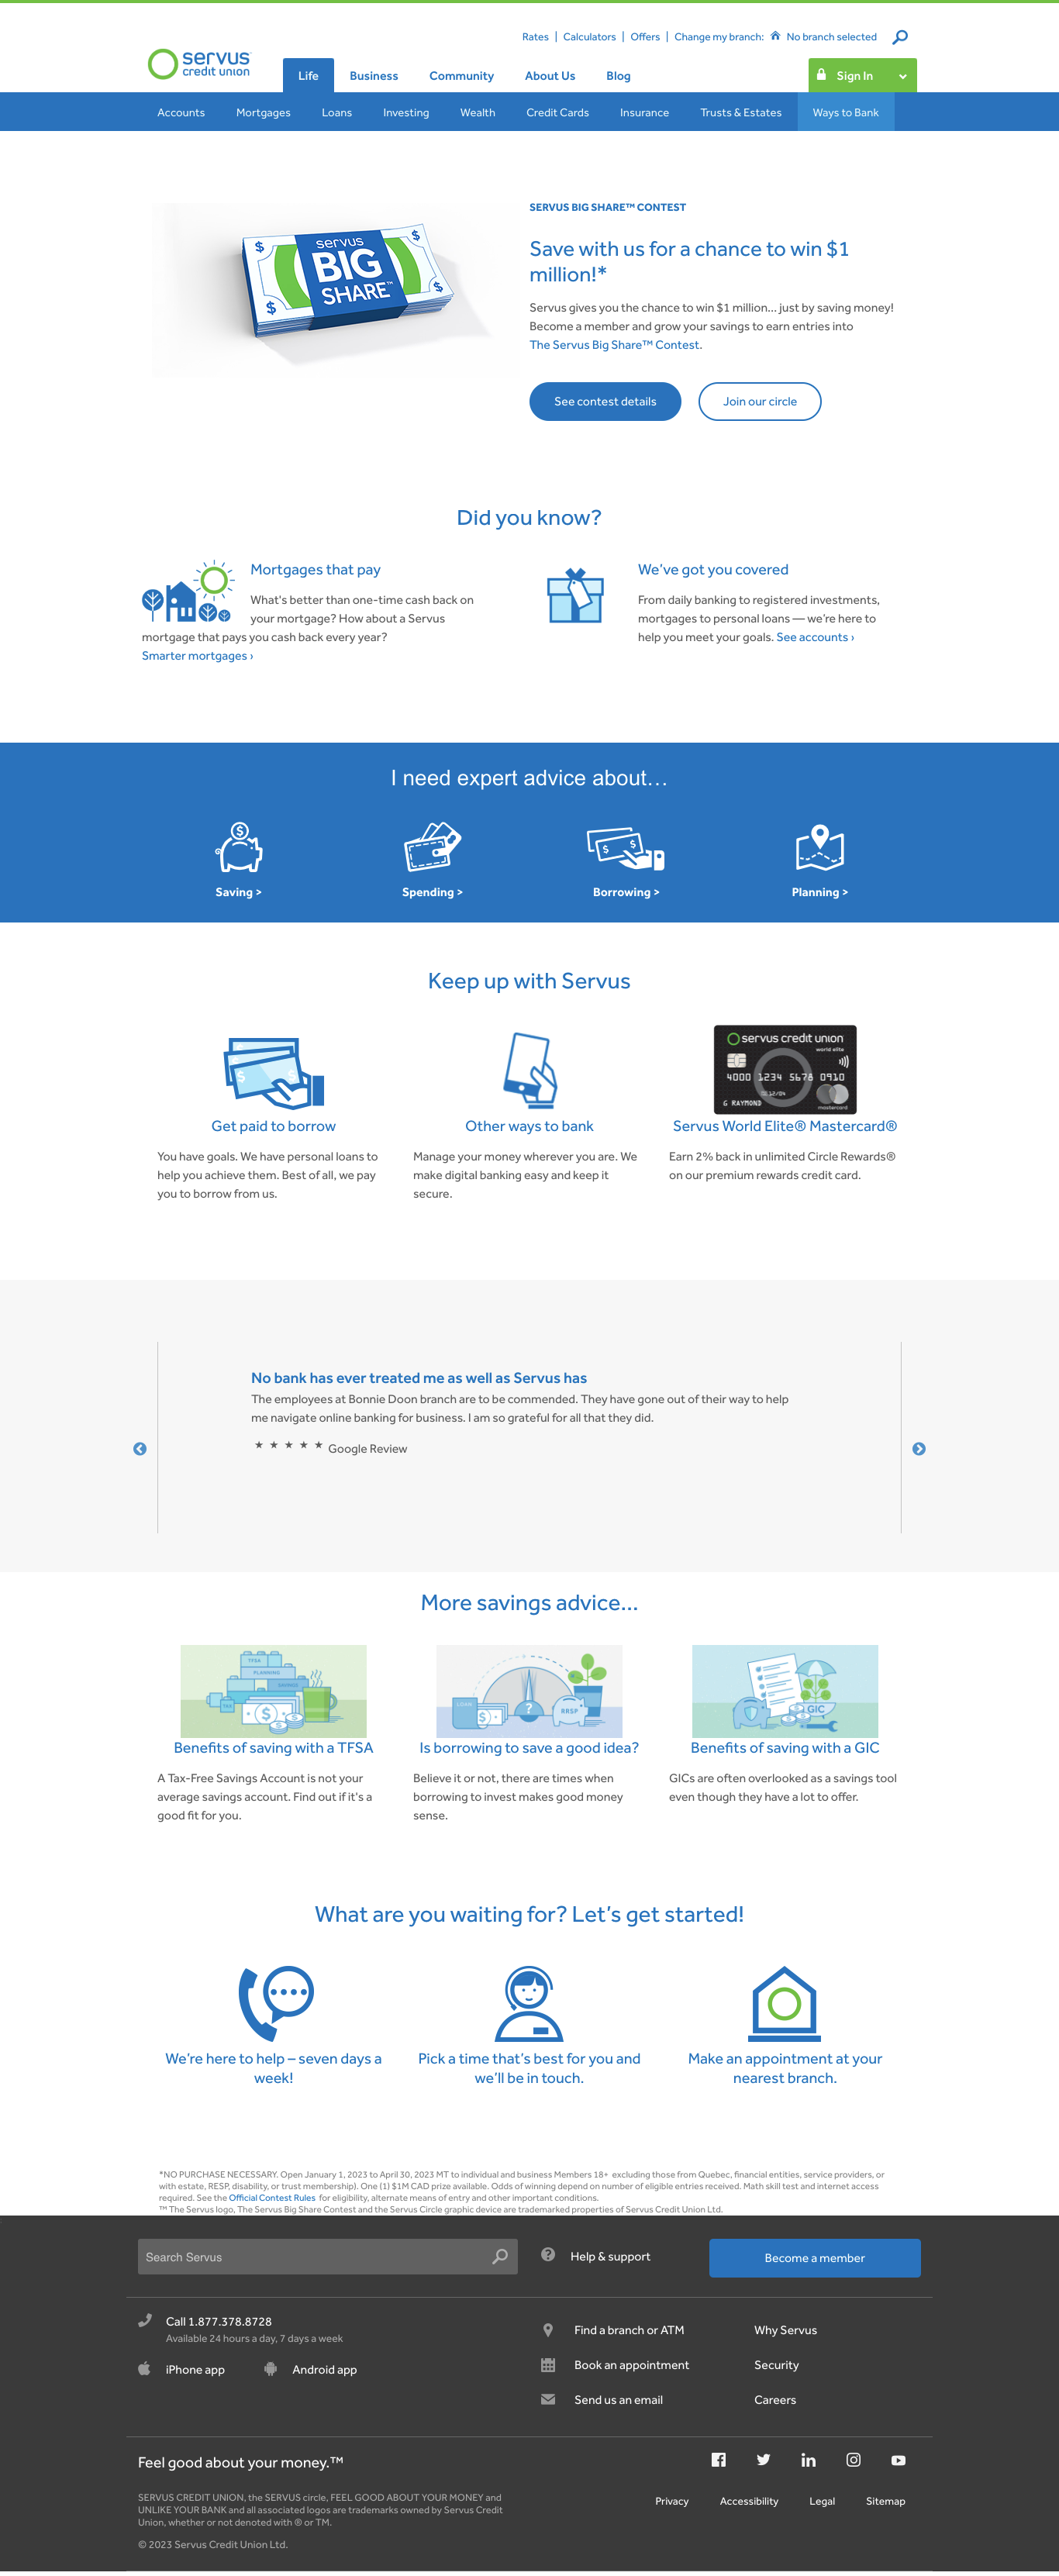 Rates | Calculators | Offers | Change my branch: No branch selected
servus
credit union
Life Business Community About Us Blog Sign In
Accounts Mortgages Loans Investing Wealth Credit Cards Insurance Trusts & Estates Ways to Bank
servus
BIG
SHARE™
SERVUS BIG SHARE™ CONTEST
Save with us for a chance to win $1
million!*
Servus gives you the chance to win $1 million... just by saving money!
Become a member and grow your savings to earn entries into
The Servus Big Share™ Contest.
See contest details Join our circle
Did you know?
Mortgages that pay
What's better than one-time cash back on
your mortgage? How about a Servus
mortgage that pays you cash back every year?
Smarter mortgages ›
We've got you covered
From daily banking to registered investments,
mortgages to personal loans — we're here to
help you meet your goals. See accounts ›
I need expert advice about…
Saving > Spending > Borrowing > Planning >
Keep up with Servus
Get paid to borrow
You have goals. We have personal loans to
help you achieve them. Best of all, we pay
you to borrow from us.
Other ways to bank
Manage your money wherever you are. We
make digital banking easy and keep it
secure.
servus credit union
world elite
4000 1234 5678 0910
12/04
G RAYMOND
mastercard
Servus World Elite® Mastercard®
Earn 2% back in unlimited Circle Rewards®
on our premium rewards credit card.
No bank has ever treated me as well as Servus has
The employees at Bonnie Doon branch are to be commended. They have gone out of their way to help
me navigate online banking for business. I am so grateful for all that they did.
★ ★ ★ ★ ★ Google Review
More savings advice...
TFSA
PLANNING
SAVINGS
TAX
Benefits of saving with a TFSA
A Tax-Free Savings Account is not your
average savings account. Find out if it's a
good fit for you.
LOAN
?
RRSP
Is borrowing to save a good idea?
Believe it or not, there are times when
borrowing to invest makes good money
sense.
GIC
Benefits of saving with a GIC
GICs are often overlooked as a savings tool
even though they have a lot to offer.
What are you waiting for? Let's get started!
We're here to help – seven days a
week!
Pick a time that's best for you and
we'll be in touch.
Make an appointment at your
nearest branch.
*NO PURCHASE NECESSARY. Open January 1, 2023 to April 30, 2023 MT to individual and business Members 18+ excluding those from Quebec, financial entities, service providers, or
with estate, RESP, disability, or trust membership). One (1) $1M CAD prize available. Odds of winning depend on number of eligible entries received. Math skill test and internet access
required. See the Official Contest Rules for eligibility, alternate means of entry and other important conditions.
™ The Servus logo, The Servus Big Share Contest and the Servus Circle graphic device are trademarked properties of Servus Credit Union Ltd.
Search Servus
Help & support
Become a member
Call 1.877.378.8728
Available 24 hours a day, 7 days a week
iPhone app Android app
Find a branch or ATM
Book an appointment
Send us an email
Why Servus
Security
Careers
Feel good about your money.™
SERVUS CREDIT UNION, the SERVUS circle, FEEL GOOD ABOUT YOUR MONEY and
UNLIKE YOUR BANK and all associated logos are trademarks owned by Servus Credit
Union, whether or not denoted with ® or TM.
© 2023 Servus Credit Union Ltd.
Privacy Accessibility Legal Sitemap